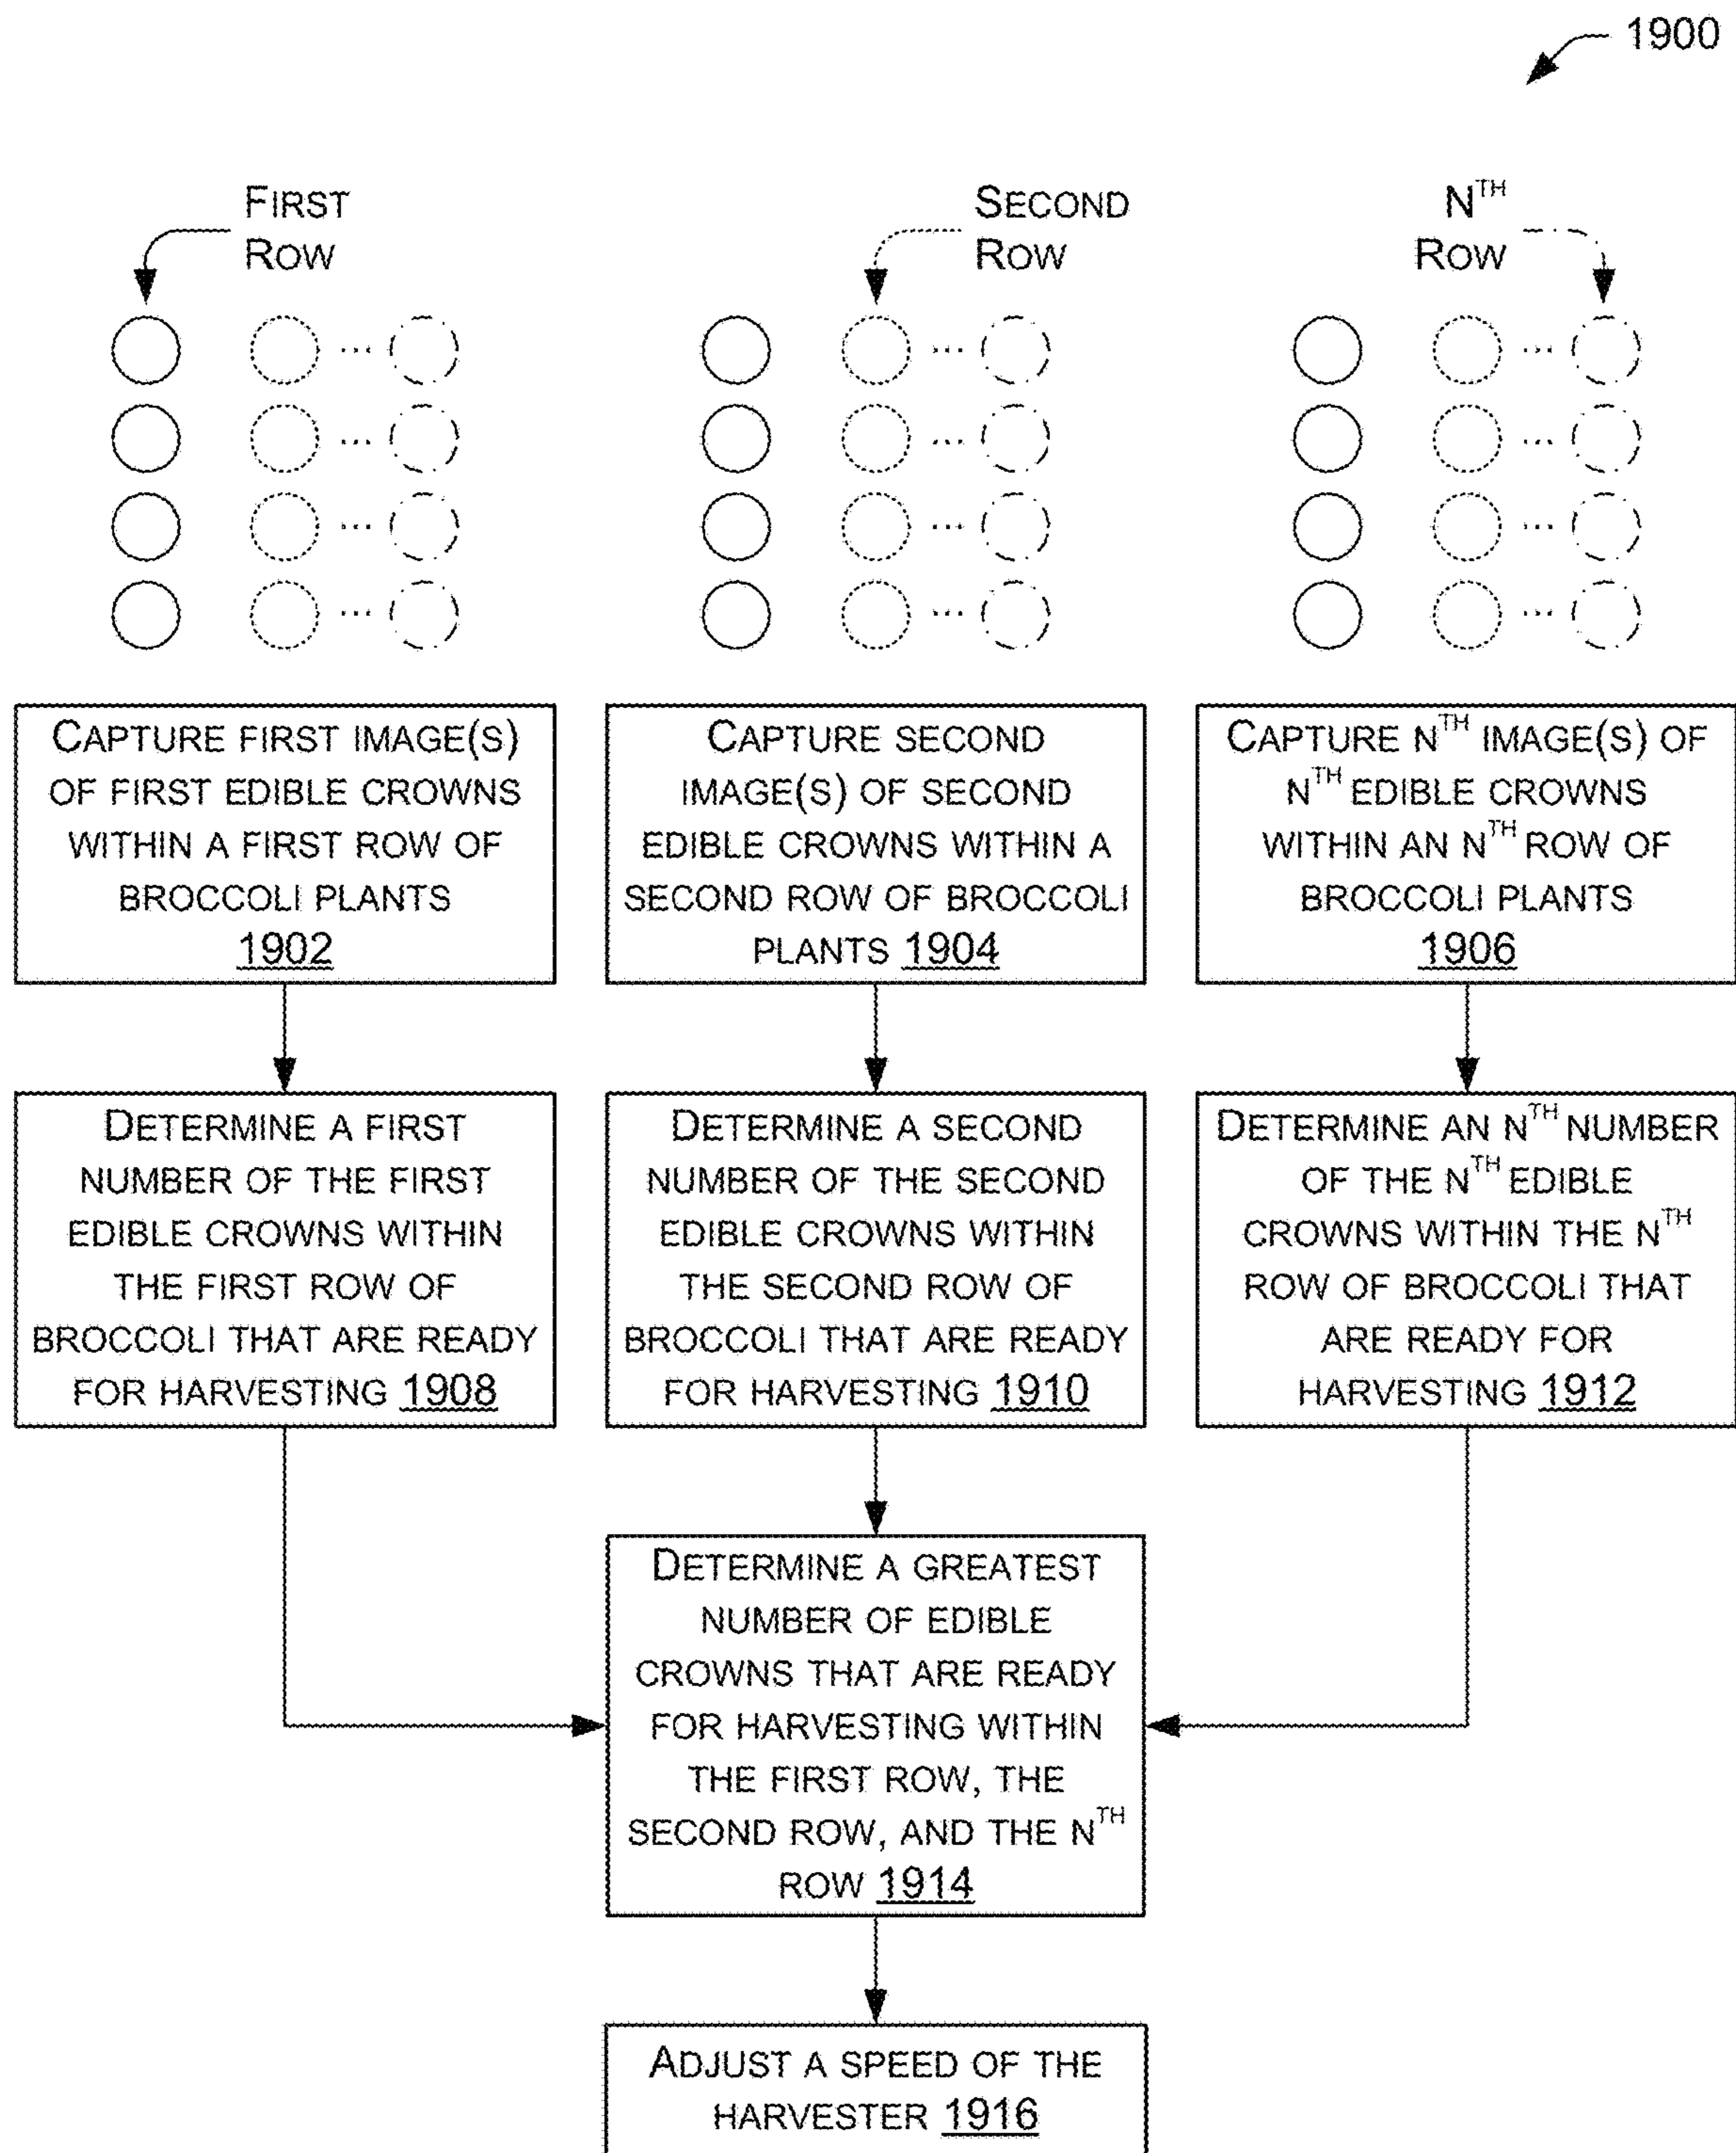 1900
FIRST
ROW
SECOND
ROW
NTH
ROW
... ... ...
... ... ...
... ... ...
... ... ...
CAPTURE FIRST IMAGE(S)
OF FIRST EDIBLE CROWNS
WITHIN A FIRST ROW OF
BROCCOLI PLANTS
1902
CAPTURE SECOND
IMAGE(S) OF SECOND
EDIBLE CROWNS WITHIN A
SECOND ROW OF BROCCOLI
PLANTS 1904
CAPTURE NTH IMAGE(S) OF
NTH EDIBLE CROWNS
WITHIN AN NTH ROW OF
BROCCOLI PLANTS
1906
DETERMINE A FIRST
NUMBER OF THE FIRST
EDIBLE CROWNS WITHIN
THE FIRST ROW OF
BROCCOLI THAT ARE READY
FOR HARVESTING 1908
DETERMINE A SECOND
NUMBER OF THE SECOND
EDIBLE CROWNS WITHIN
THE SECOND ROW OF
BROCCOLI THAT ARE READY
FOR HARVESTING 1910
DETERMINE AN NTH NUMBER
OF THE NTH EDIBLE
CROWNS WITHIN THE NTH
ROW OF BROCCOLI THAT
ARE READY FOR
HARVESTING 1912
DETERMINE A GREATEST
NUMBER OF EDIBLE
CROWNS THAT ARE READY
FOR HARVESTING WITHIN
THE FIRST ROW, THE
SECOND ROW, AND THE NTH
ROW 1914
ADJUST A SPEED OF THE
HARVESTER 1916